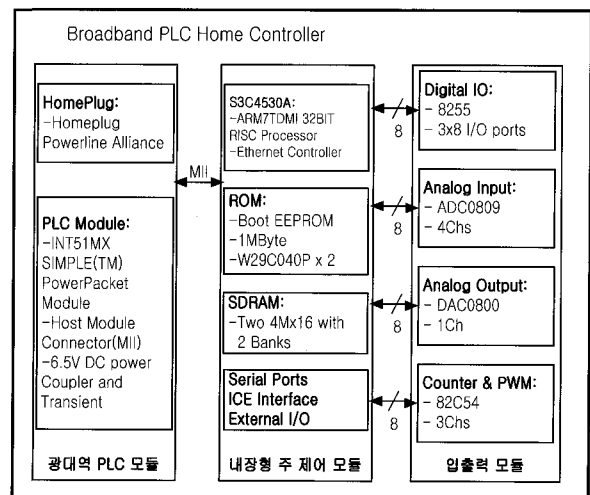 Broadband PLC Home Controller
HomePlug:
-Homeplug
Powerline Alliance
PLC Module:
-INT51MX
SIMPLE(TM)
PowerPacket
Module
-Host Module
Connector(MII)
-6.5V DC power
Coupler and
Transient
광대역 PLC 모듈
MII
S3C4530A:
-ARM7TDMI 32BIT
RISC Processor
-Ethernet Controller
ROM:
-Boot EEPROM
-1MByte
-W29C040P x 2
SDRAM:
-Two 4Mx16 with
2 Banks
Serial Ports
ICE Interface
External I/O
내장형 주 제어 모듈
8
8
8
8
Digital IO:
- 8255
- 3x8 I/O ports
Analog Input:
- ADC0809
- 4Chs
Analog Output:
- DAC0800
- 1Ch
Counter & PWM:
- 82C54
- 3Chs
입출력 모듈